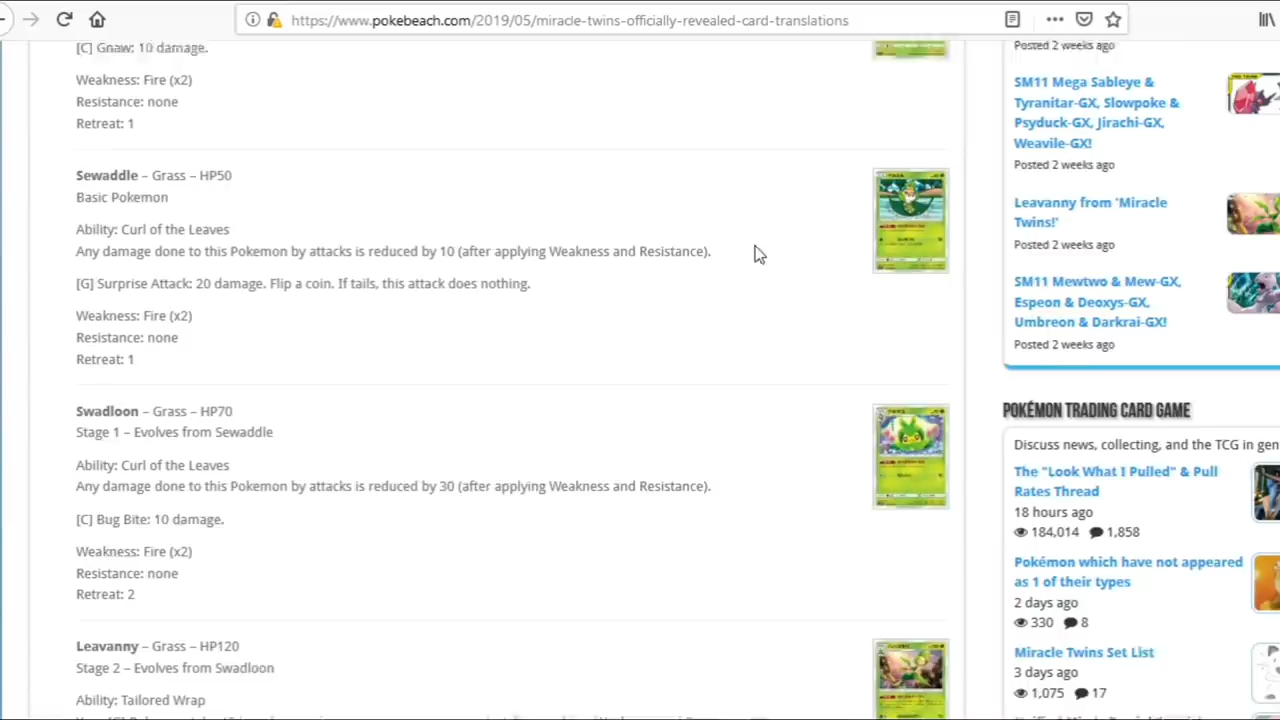 https://www.pokebeach.com/2019/05/miracle-twins-officially-revealed-card-translations
[C] Gnaw: 10 damage.
Weakness: Fire (x2)
Resistance: none
Retreat: 1
Sewaddle – Grass – HP50
Basic Pokemon
Ability: Curl of the Leaves
Any damage done to this Pokemon by attacks is reduced by 10 (after applying Weakness and Resistance).
[G] Surprise Attack: 20 damage. Flip a coin. If tails, this attack does nothing.
Weakness: Fire (x2)
Resistance: none
Retreat: 1
Swadloon – Grass – HP70
Stage 1 – Evolves from Sewaddle
Ability: Curl of the Leaves
Any damage done to this Pokemon by attacks is reduced by 30 (after applying Weakness and Resistance).
[C] Bug Bite: 10 damage.
Weakness: Fire (x2)
Resistance: none
Retreat: 2
Leavanny – Grass – HP120
Stage 2 – Evolves from Swadloon
Ability: Tailored Wrap
Posted 2 weeks ago
SM11 Mega Sableye &
Tyranitar-GX, Slowpoke &
Psyduck-GX, Jirachi-GX,
Weavile-GX!
Posted 2 weeks ago
Leavanny from 'Miracle
Twins!'
Posted 2 weeks ago
SM11 Mewtwo & Mew-GX,
Espeon & Deoxys-GX,
Umbreon & Darkrai-GX!
Posted 2 weeks ago
POKÉMON TRADING CARD GAME
Discuss news, collecting, and the TCG in gen
The "Look What I Pulled" & Pull
Rates Thread
18 hours ago
184,014 1,858
Pokémon which have not appeared
as 1 of their types
2 days ago
330 8
Miracle Twins Set List
3 days ago
1,075 17